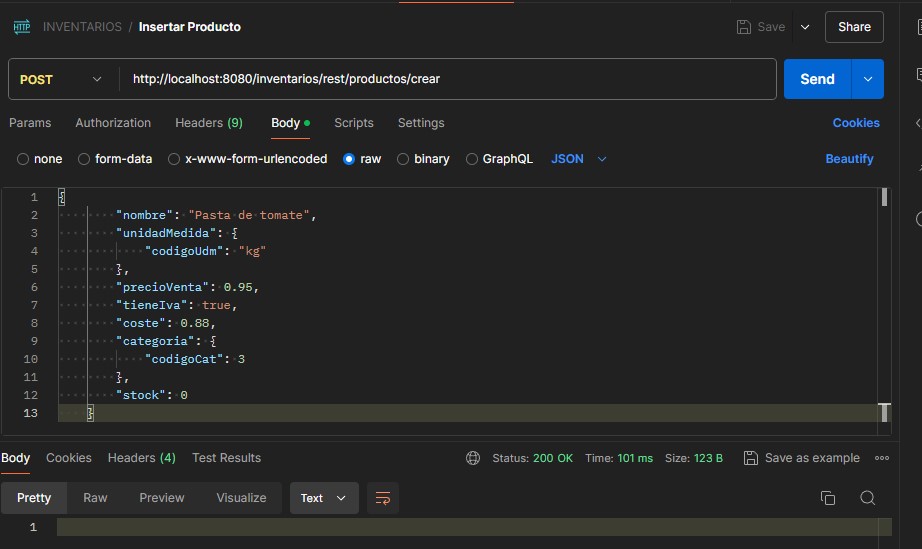 HTTP INVENTARIOS / Insertar Producto Save Share
POST http://localhost:8080/inventarios/rest/productos/crear Send
Params Authorization Headers (9) Body Scripts Settings Cookies
none form-data x-www-form-urlencoded raw binary GraphQL JSON Beautify
1 {
2 "nombre": "Pasta de tomate",
3 "unidadMedida": {
4 "codigoUdm": "kg"
5 },
6 "precioVenta": 0.95,
7 "tieneIva": true,
8 "coste": 0.88,
9 "categoria": {
10 "codigoCat": 3
11 },
12 "stock": 0
13 }
Body Cookies Headers (4) Test Results Status: 200 OK Time: 101 ms Size: 123 B Save as example
Pretty Raw Preview Visualize Text
1